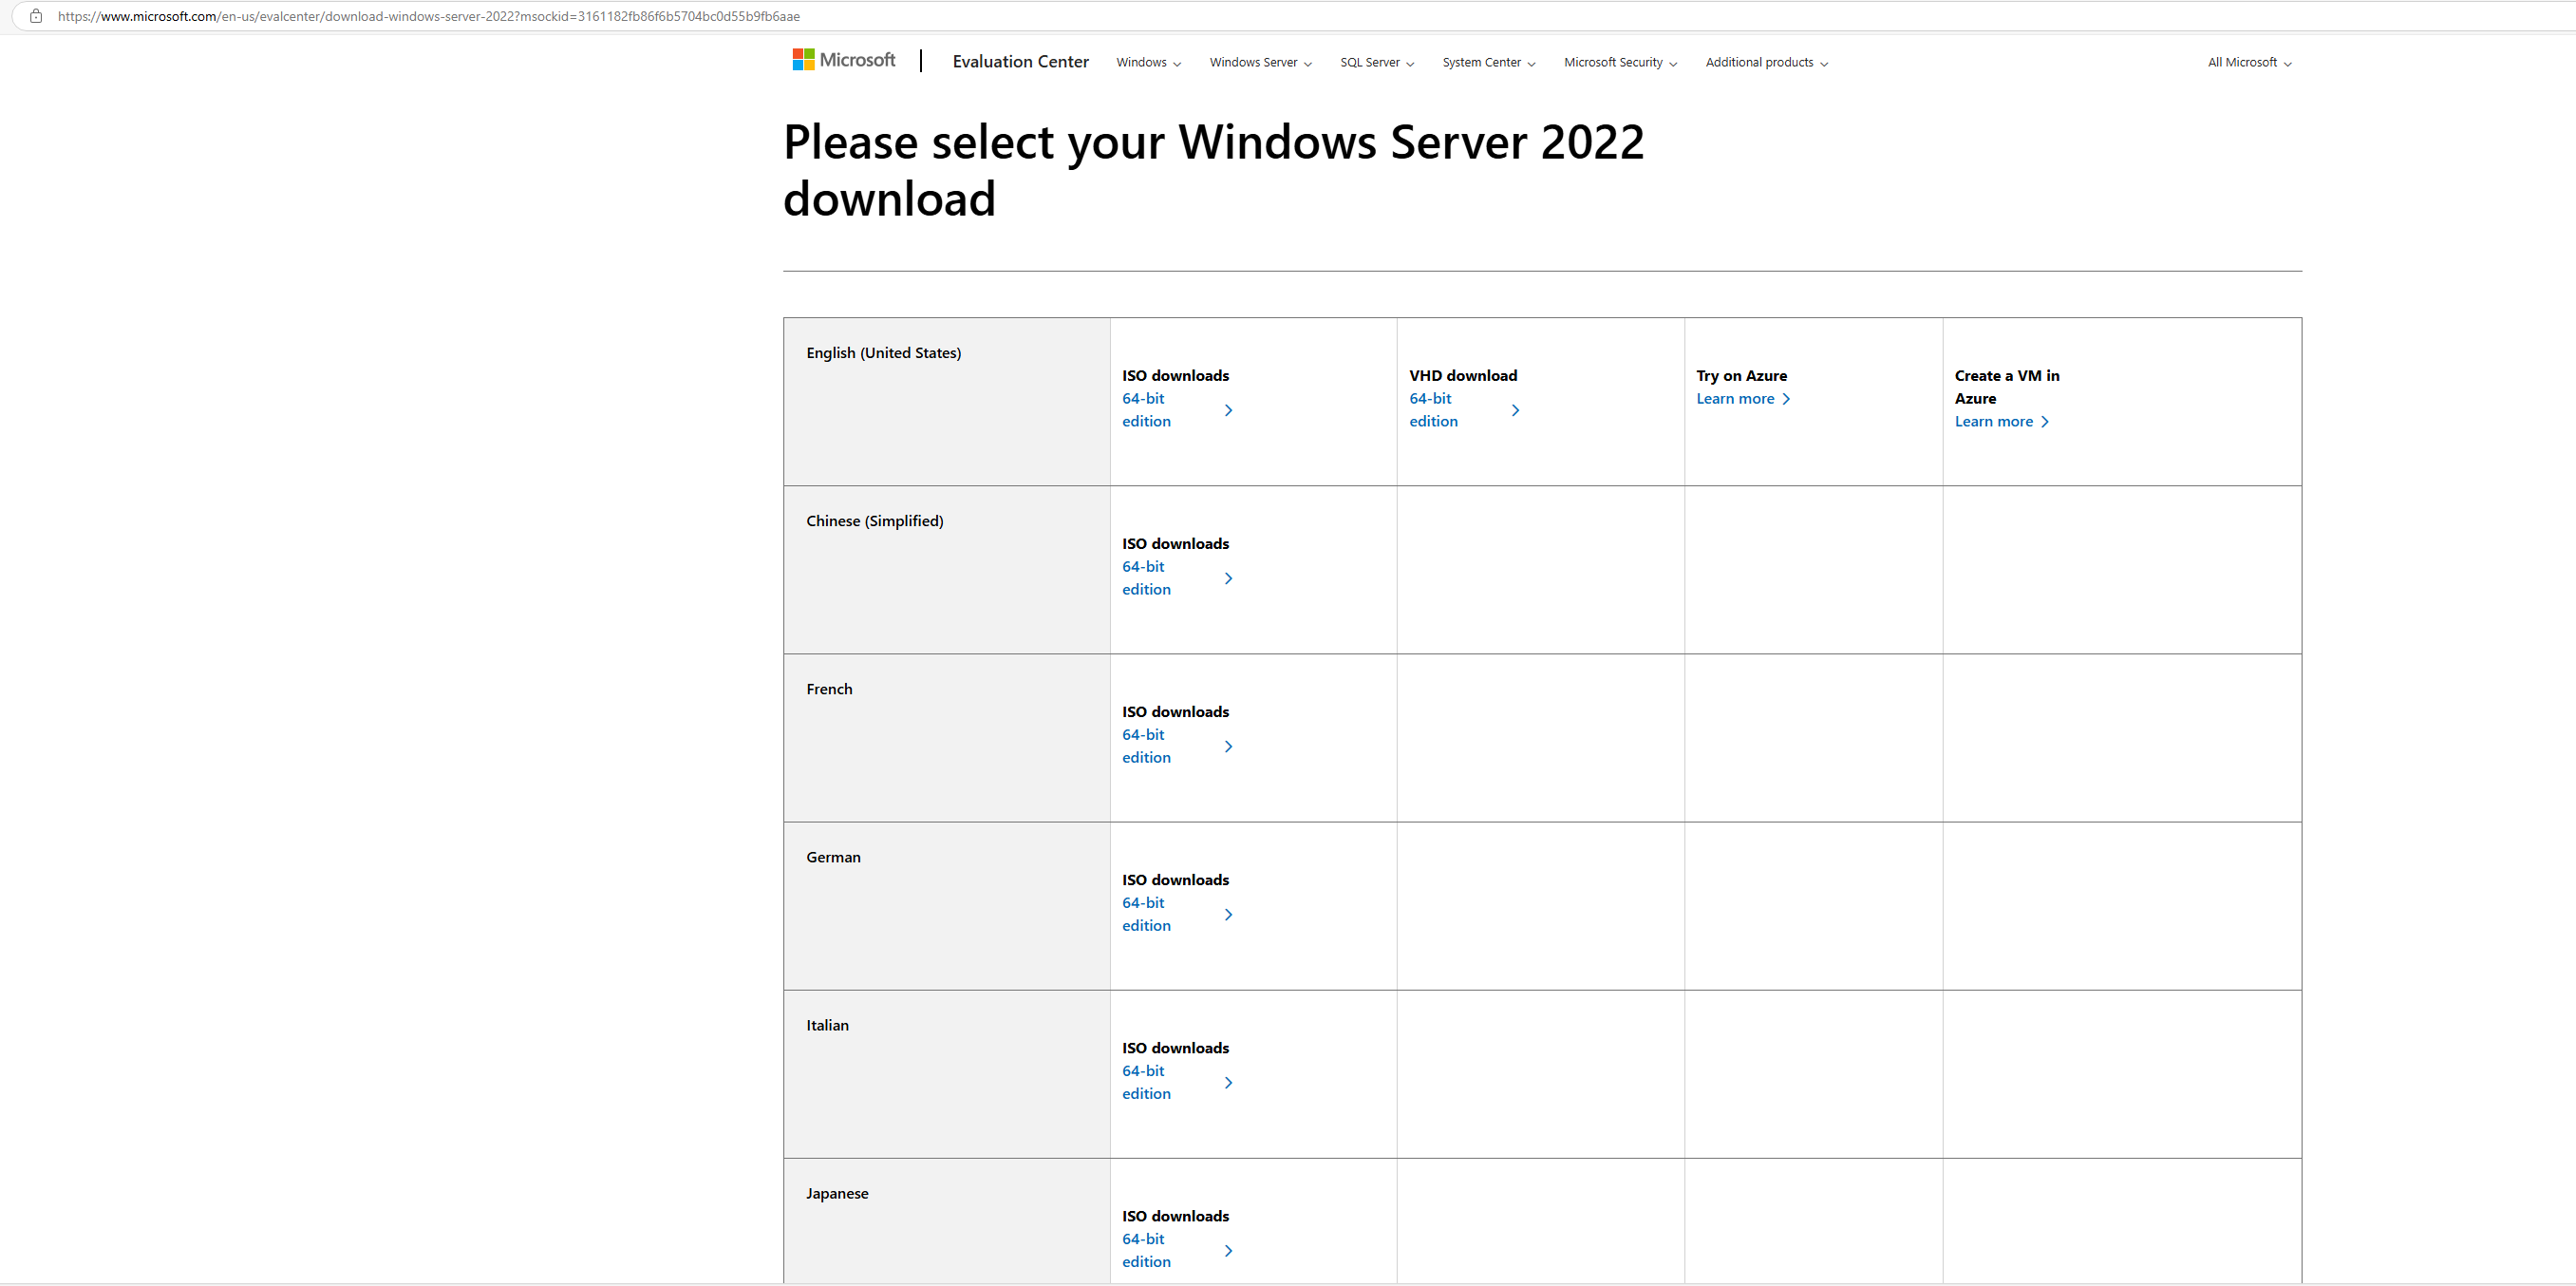 https://www.microsoft.com/en-us/evalcenter/download-windows-server-2022?msockid=3161182fb86f6b5704bc0d55b9fb6aae
Microsoft
Evaluation Center
Windows
Windows Server
SQL Server
System Center
Microsoft Security
Additional products
All Microsoft
Please select your Windows Server 2022
download
English (United States)
ISO downloads
64-bit
edition
VHD download
64-bit
edition
Try on Azure
Learn more
Create a VM in
Azure
Learn more
Chinese (Simplified)
ISO downloads
64-bit
edition
French
ISO downloads
64-bit
edition
German
ISO downloads
64-bit
edition
Italian
ISO downloads
64-bit
edition
Japanese
ISO downloads
64-bit
edition